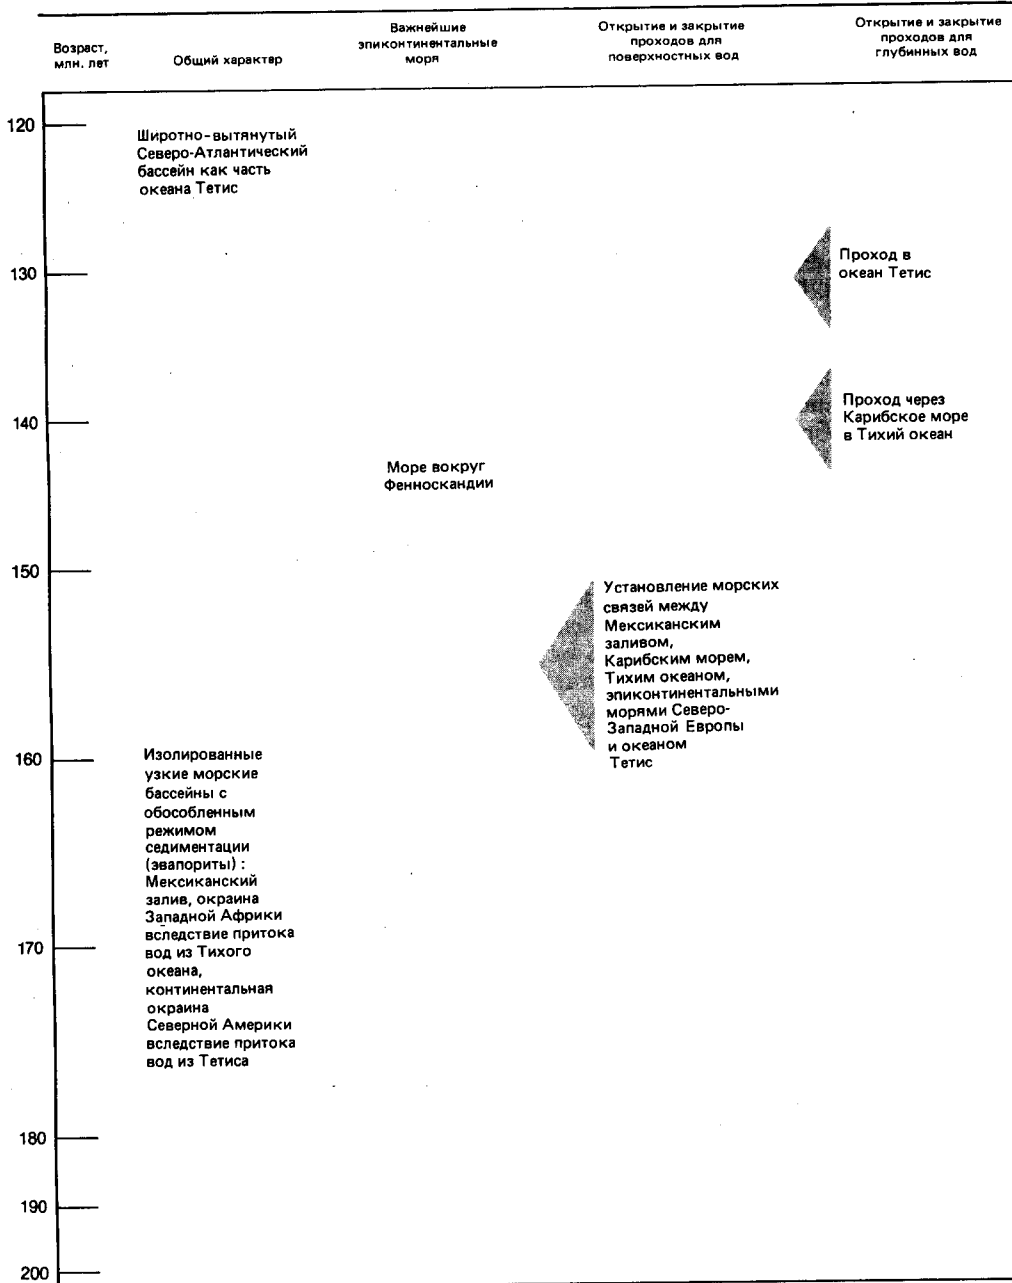 Возраст,
млн. лет
Общий характер
Важнейшие
эпиконтинентальные
моря
Открытие и закрытие
проходов для
поверхностных вод
Открытие и закрытие
проходов для
глубинных вод
120
Широтно-вытянутый
Северо-Атлантический
бассейн как часть
океана Тетис
130
Проход в
океан Тетис
140
Проход через
Карибское море
в Тихий океан
Море вокруг
Фенноскандии
150
Установление морских
связей между
Мексиканским
заливом,
Карибским морем,
Тихим океаном,
эпиконтинентальными
морями Северо-
Западной Европы
и океаном
Тетис
160
Изолированные
узкие морские
бассейны с
обособленным
режимом
седиментации
(эвапориты) :
Мексиканский
залив, окраина
Западной Африки
вследствие притока
вод из Тихого
океана,
континентальная
окраина
Северной Америки
вследствие притока
вод из Тетиса
170
180
190
200